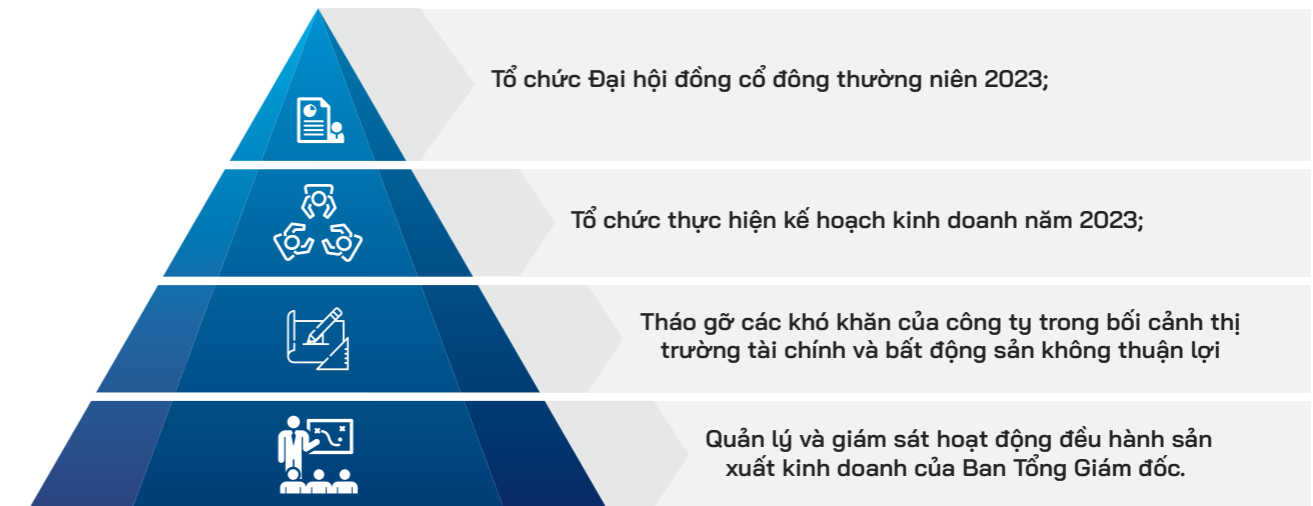 Tổ chức Đại hội đồng cổ đông thường niên 2023;
Tổ chức thực hiện kế hoạch kinh doanh năm 2023;
Tháo gỡ các khó khăn của công ty trong bối cảnh thị
trường tài chính và bất động sản không thuận lợi
Quản lý và giám sát hoạt động đều hành sản
xuất kinh doanh của Ban Tổng Giám đốc.